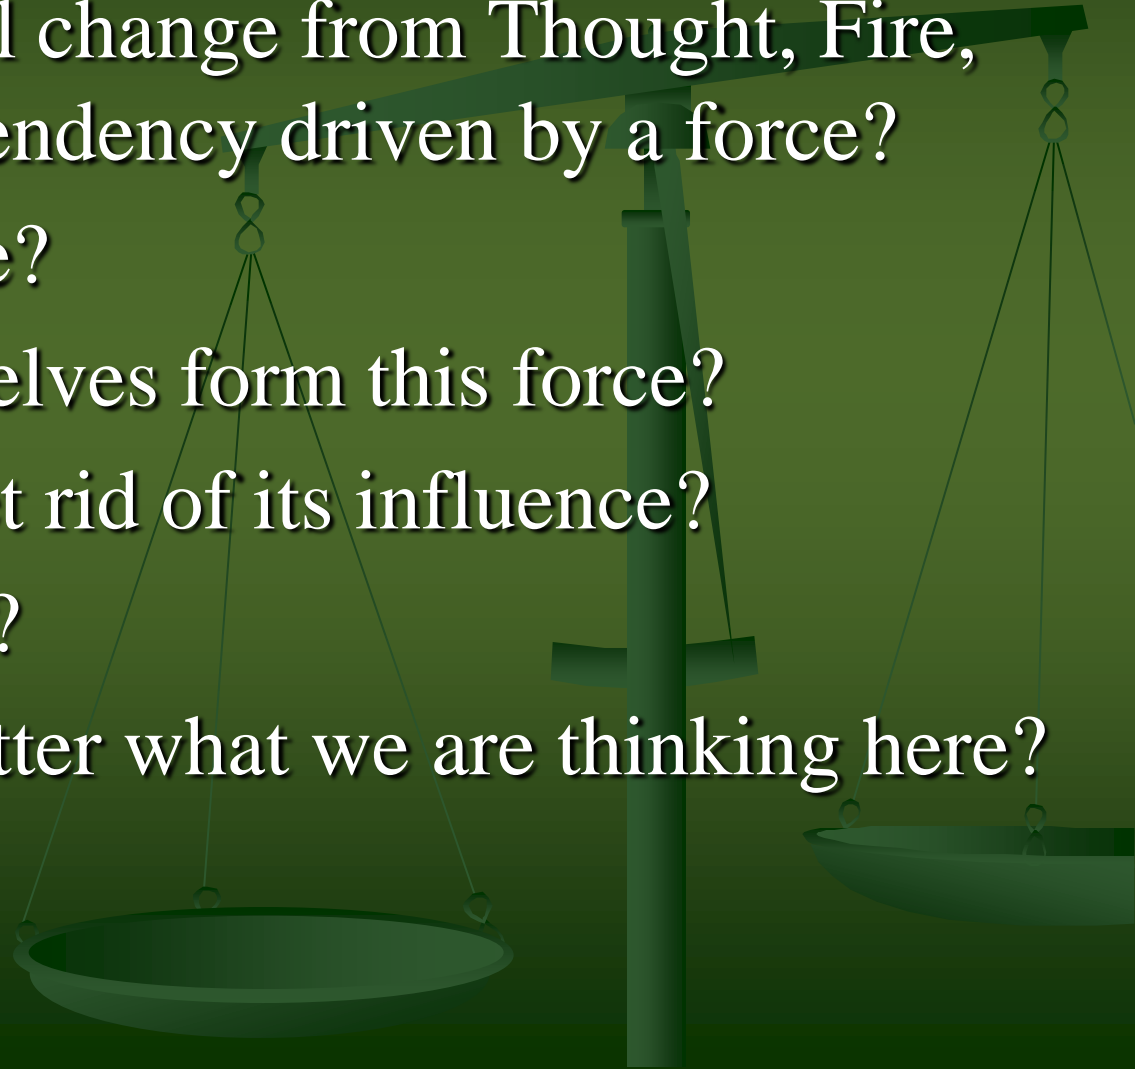 l change from Thought, Fire,
endency driven by a force?
e?
elves form this force?
t rid of its influence?
?
tter what we are thinking here?